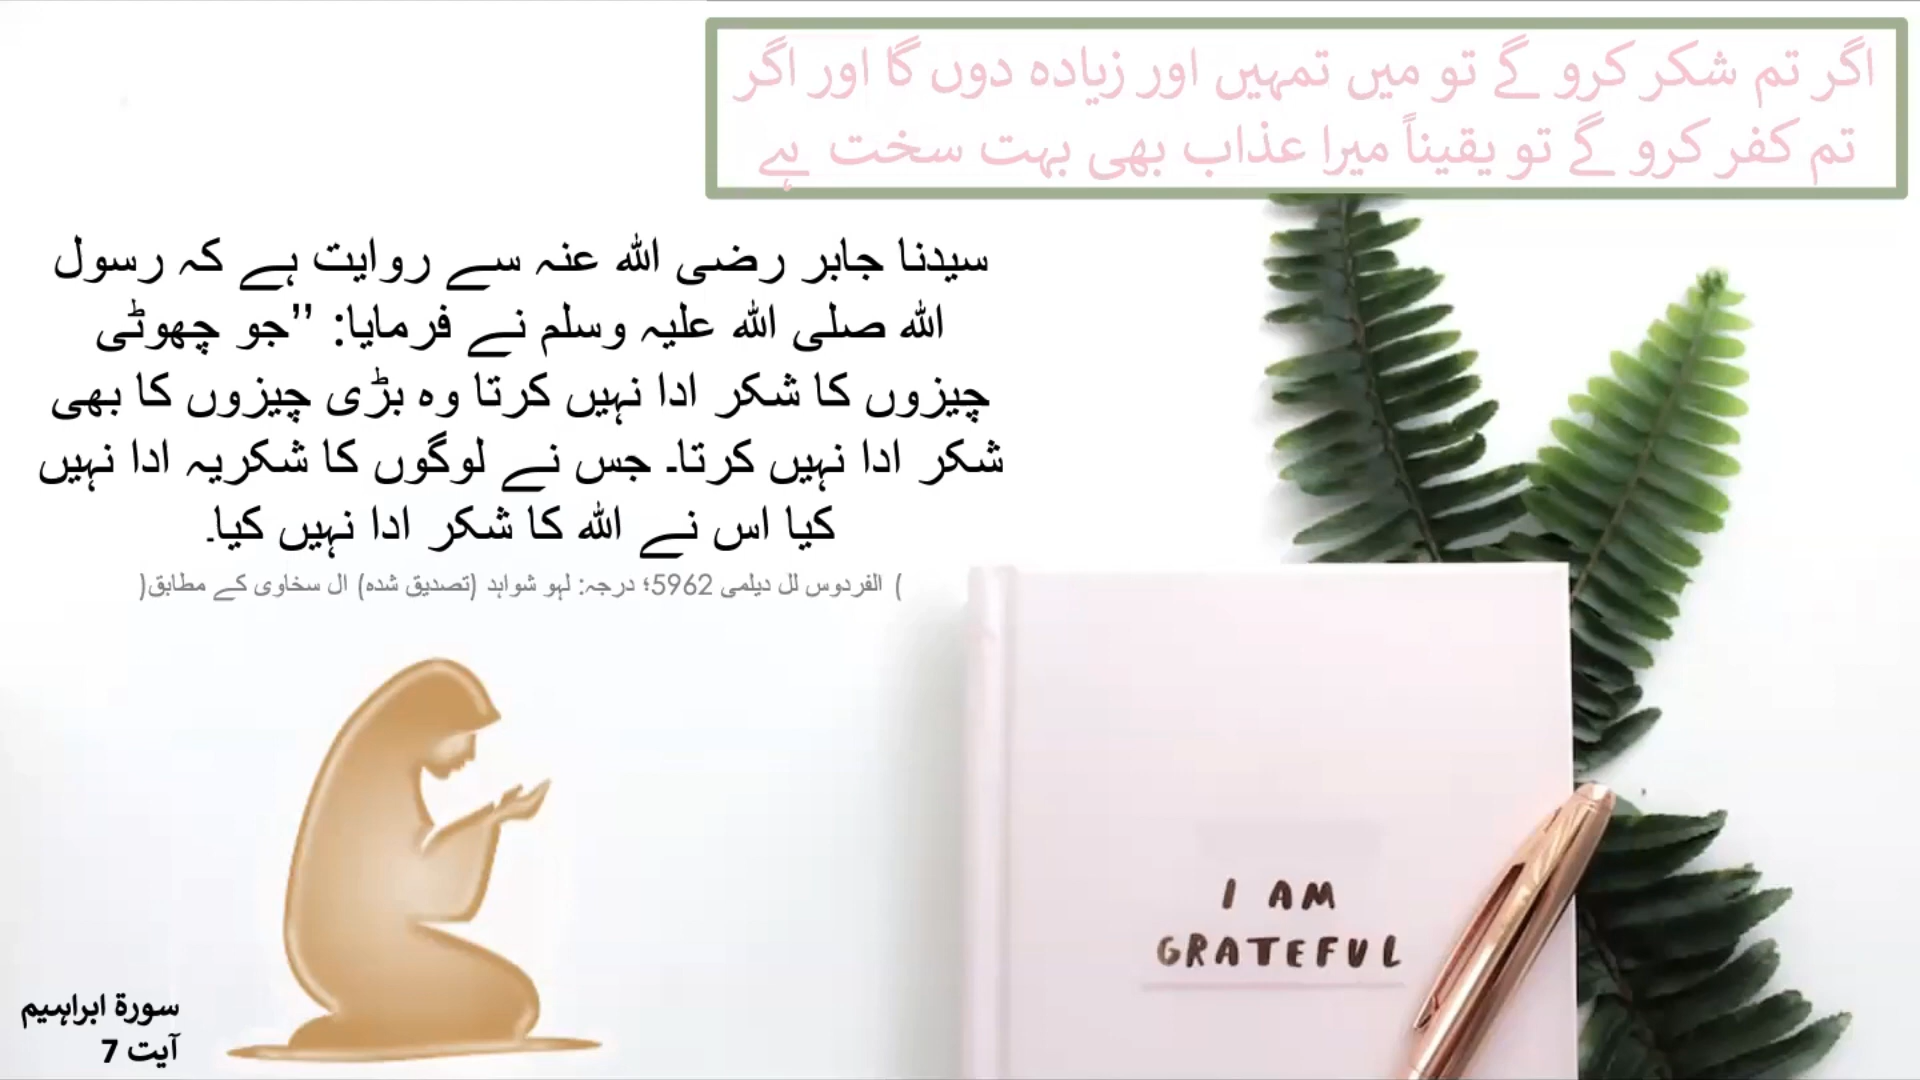 اگر تم شکر کرو گے تو میں تمہیں اور زیادہ دوں گا اور اگر
تم کفر کرو گے تو یقیناً میرا عذاب بھی بہت سخت ہے
سیدنا جابر رضی اللہ عنہ سے روایت ہے کہ رسول
اللہ صلی اللہ علیہ وسلم نے فرمایا: ’’جو چھوٹی
چیزوں کا شکر ادا نہیں کرتا وہ بڑی چیزوں کا بھی
شکر ادا نہیں کرتا۔ جس نے لوگوں کا شکریہ ادا نہیں
کیا اس نے اللہ کا شکر ادا نہیں کیا۔
) الفردوس لل دیلمی 5962؛ درجہ: لہو شواہد (تصدیق شدہ) ال سخاوی کے مطابق(
I AM
GRATEFUL
سورة ابراہیم
آیت 7